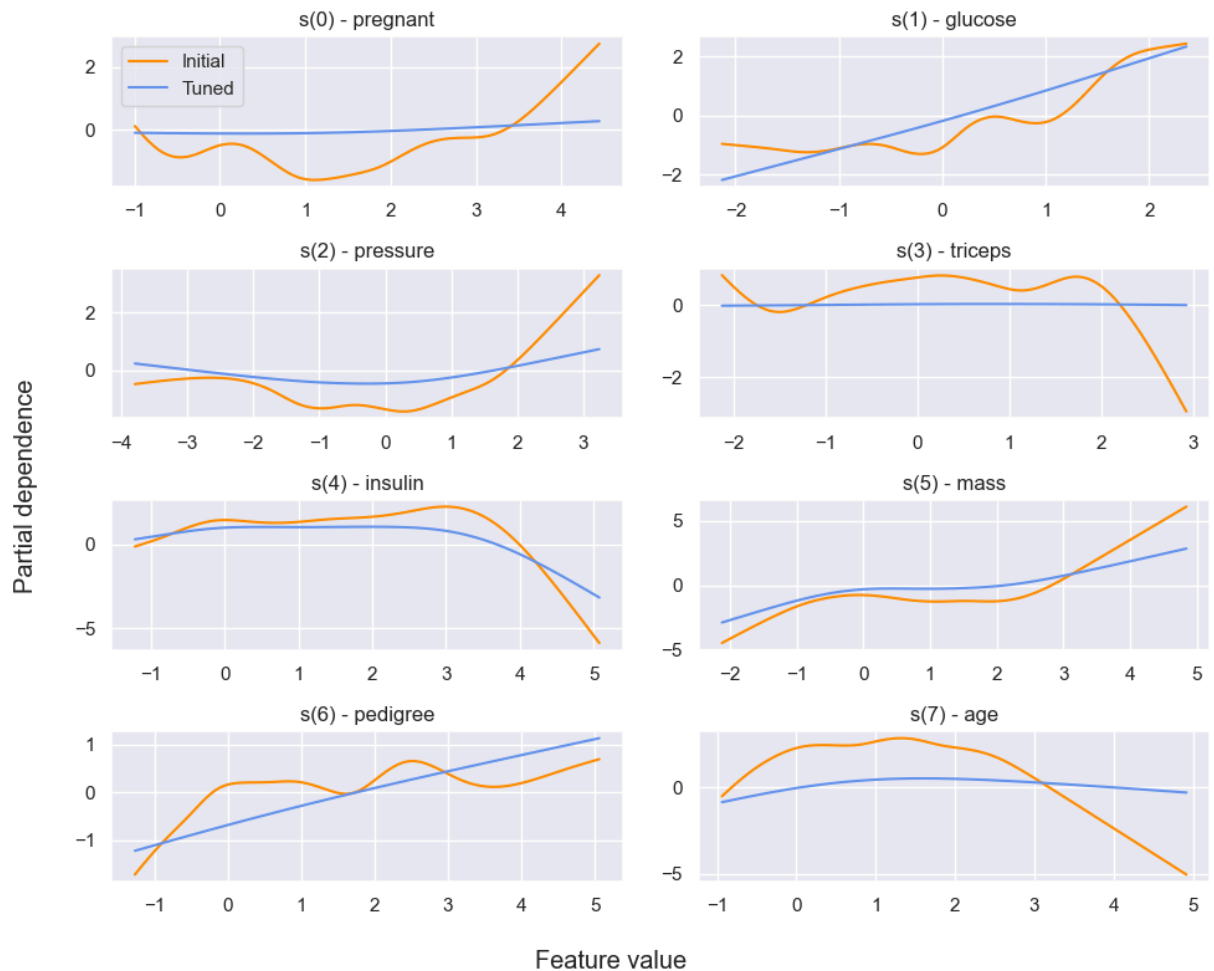 s(0) - pregnant
Initial
Tuned
2
0
−1 0 1 2 3 4
s(1) - glucose
2
0
−2
−2 −1 0 1 2
s(2) - pressure
2
0
−4 −3 −2 −1 0 1 2 3
s(3) - triceps
0
−2
−2 −1 0 1 2 3
s(4) - insulin
0
−5
−1 0 1 2 3 4 5
s(5) - mass
5
0
−5
−2 −1 0 1 2 3 4 5
s(6) - pedigree
1
0
−1
−1 0 1 2 3 4 5
s(7) - age
0
−5
−1 0 1 2 3 4 5
Partial dependence
Feature value